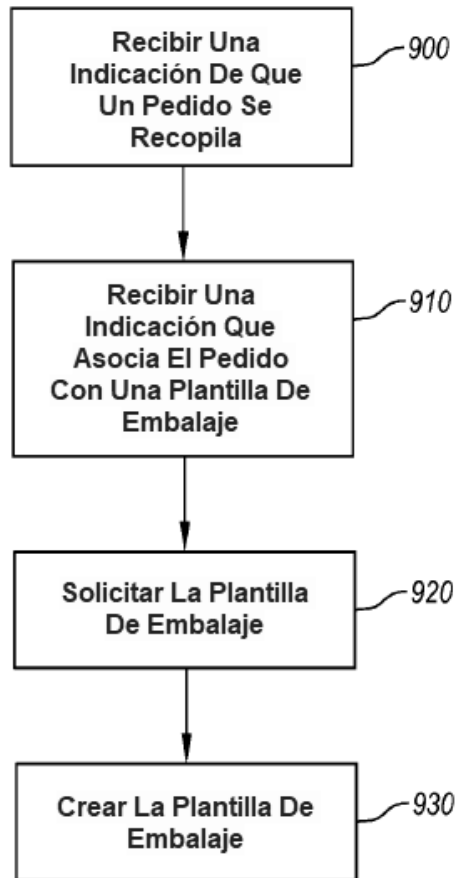 Recibir Una
Indicación De Que
Un Pedido Se
Recopila
900
Recibir Una
Indicación Que
Asocia El Pedido
Con Una Plantilla De
Embalaje
910
Solicitar La Plantilla
De Embalaje
920
Crear La Plantilla De
Embalaje
930